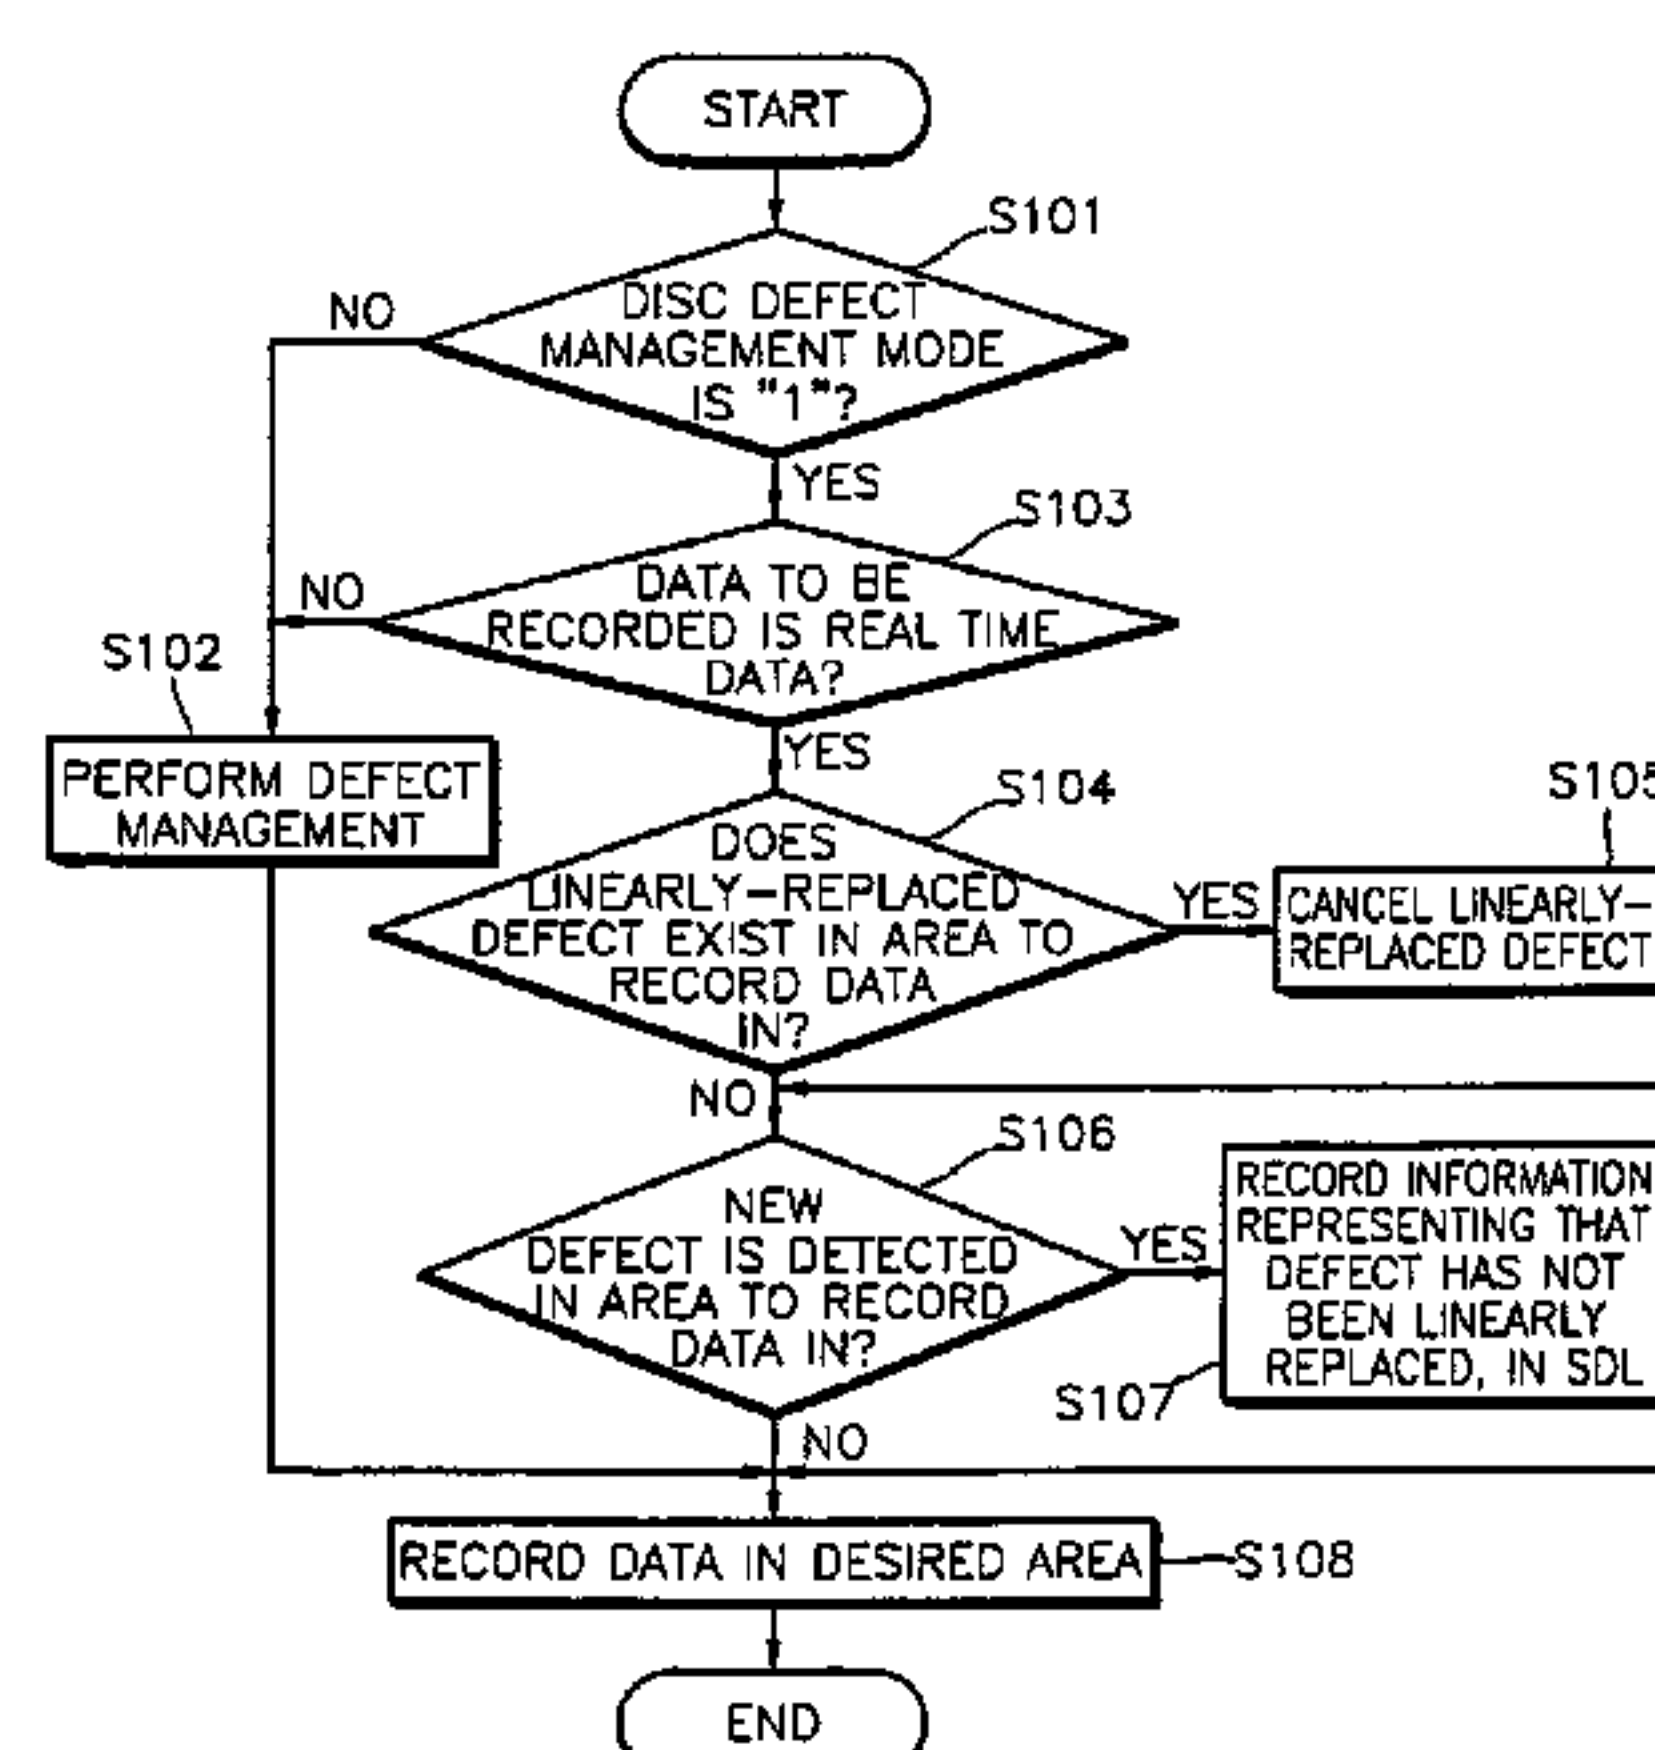 START
S101
NO
DISC DEFECT
MANAGEMENT MODE
IS "1"?
YES
S103
NO
DATA TO BE
RECORDED IS REAL TIME
DATA?
S102
YES
PERFORM DEFECT
MANAGEMENT
S104
S105
DOES
LINEARLY-REPLACED
DEFECT EXIST IN AREA TO
RECORD DATA
IN?
YES
CANCEL LINEARLY-
REPLACED DEFECT
NO
S106
NEW
DEFECT IS DETECTED
IN AREA TO RECORD
DATA IN?
YES
RECORD INFORMATION
REPRESENTING THAT
DEFECT HAS NOT
BEEN LINEARLY
REPLACED, IN SDL
S107
NO
RECORD DATA IN DESIRED AREA
S108
END